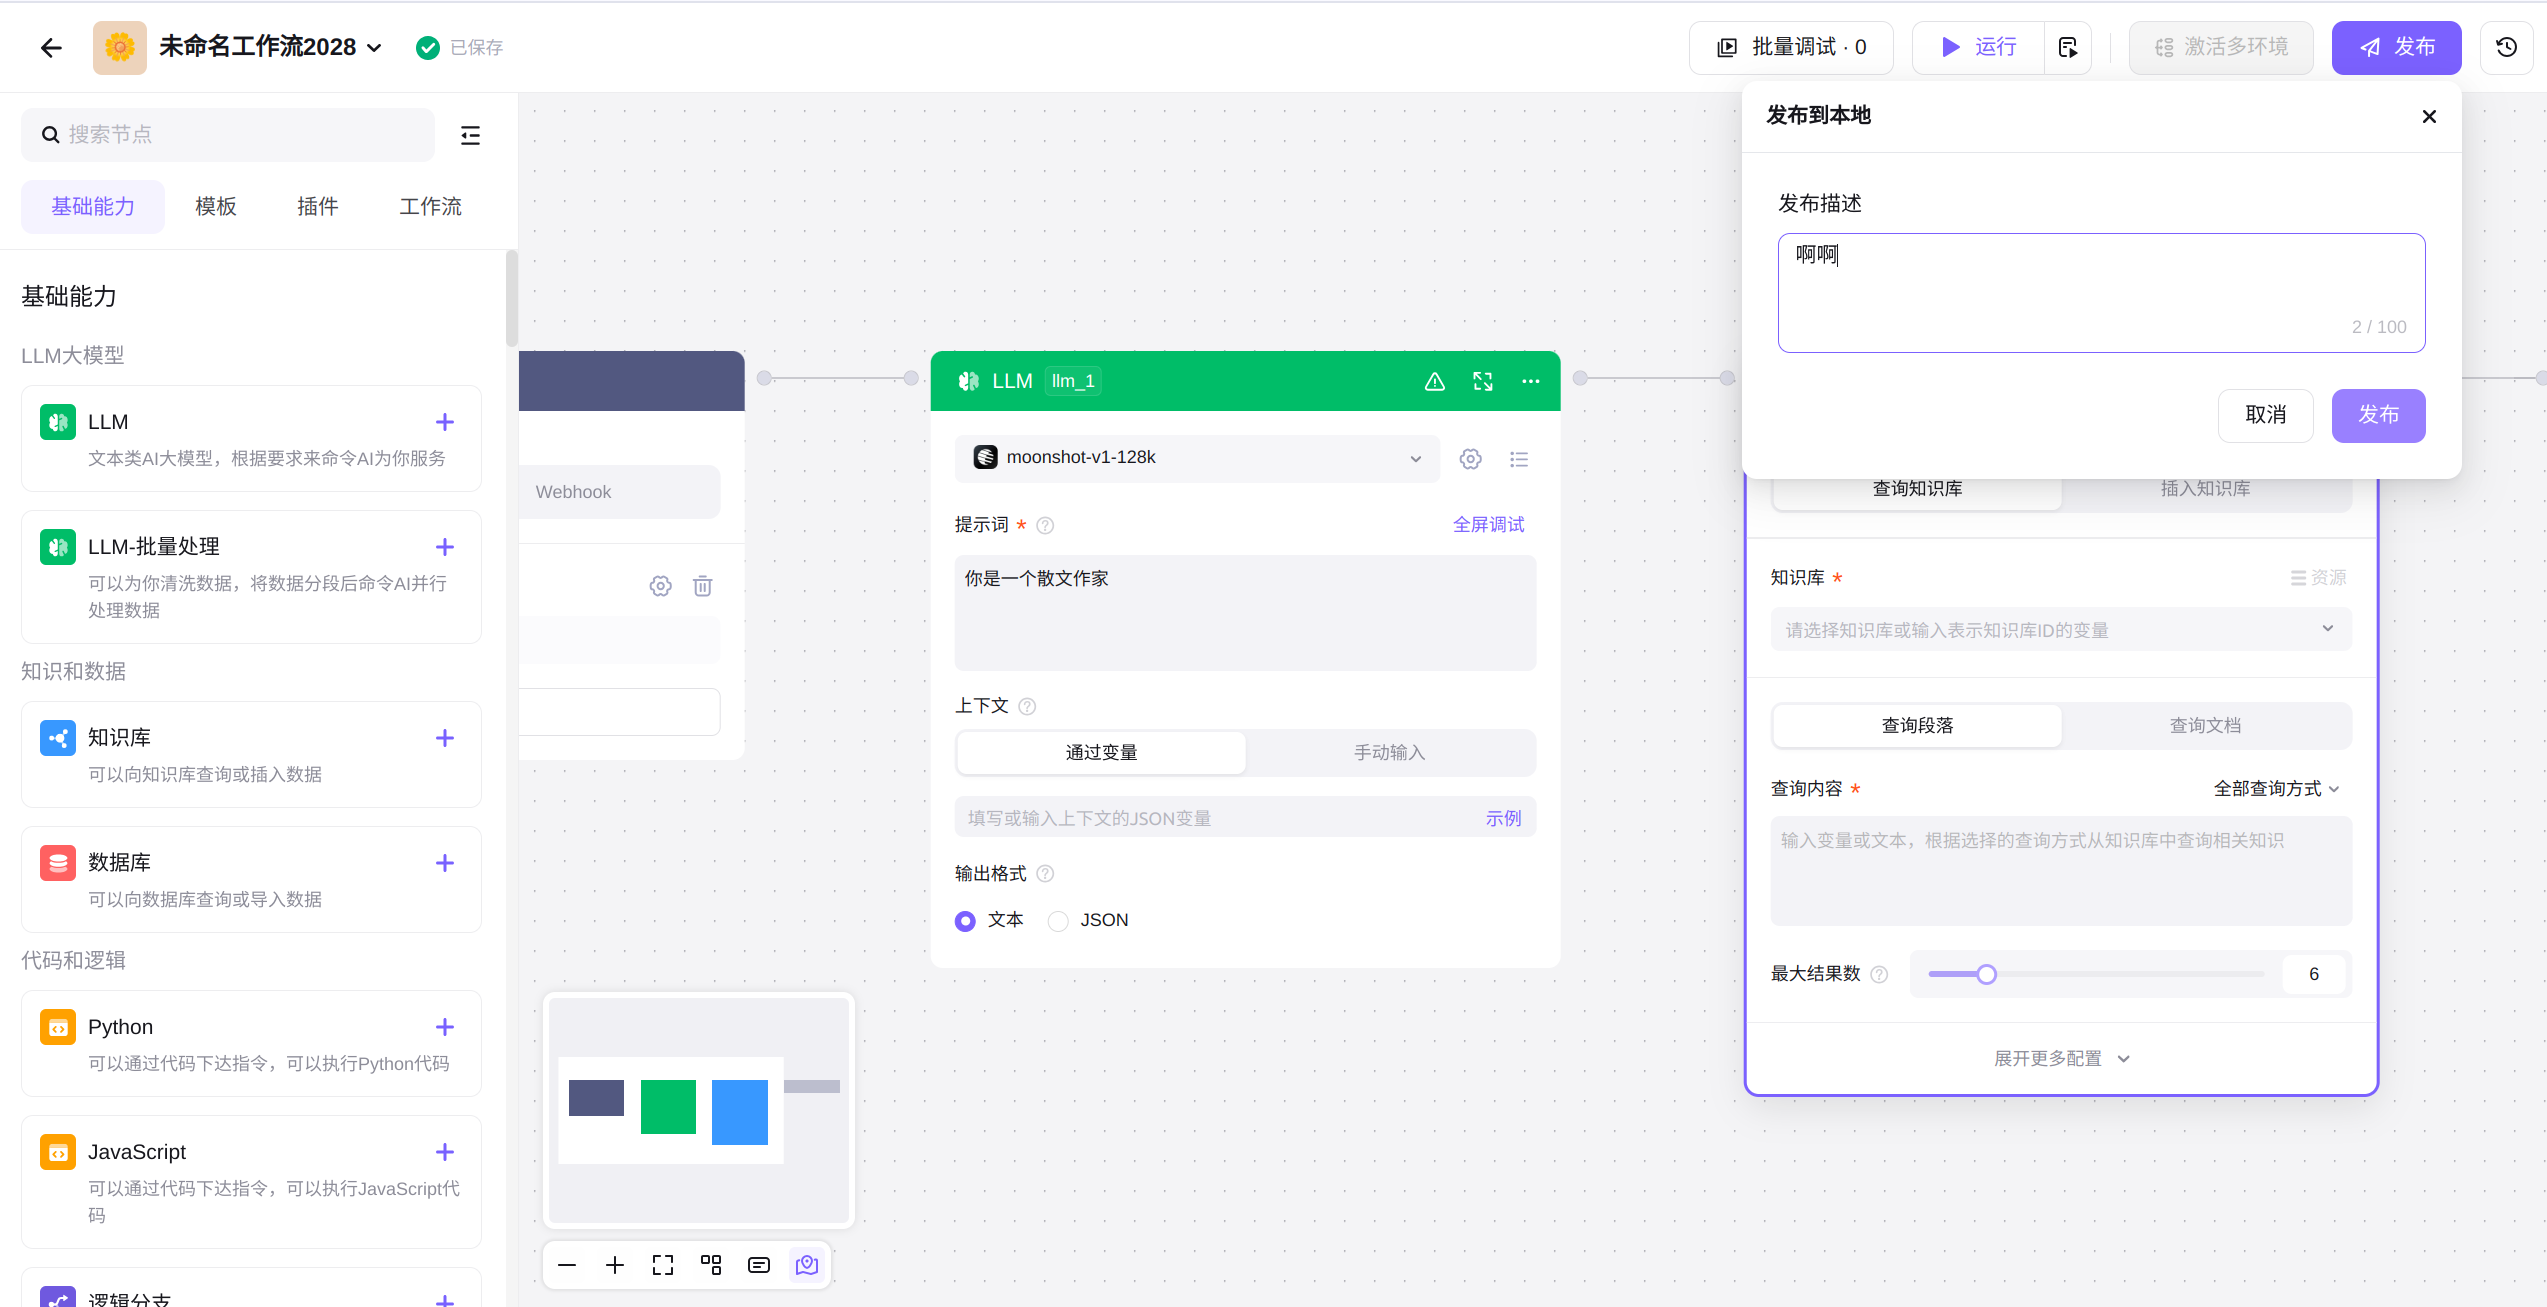 未命名工作流2028
已保存
批量调试 · 0
运行
激活多环境
发布
搜索节点
基础能力
模板
插件
工作流
基础能力
LLM大模型
LLM
文本类AI大模型，根据要求来命令AI为你服务
LLM-批量处理
可以为你清洗数据，将数据分段后命令AI并行
处理数据
知识和数据
知识库
可以向知识库查询或插入数据
数据库
可以向数据库查询或导入数据
代码和逻辑
Python
可以通过代码下达指令，可以执行Python代码
JavaScript
可以通过代码下达指令，可以执行JavaScript代
码
逻辑分支
Webhook
LLM
llm_1
moonshot-v1-128k
提示词 *
全屏调试
你是一个散文作家
上下文
通过变量
手动输入
填写或输入上下文的JSON变量
示例
输出格式
文本
JSON
发布到本地
发布描述
啊啊
2 / 100
取消
发布
查询知识库
插入知识库
知识库 *
资源
请选择知识库或输入表示知识库ID的变量
查询段落
查询文档
查询内容 *
全部查询方式
输入变量或文本，根据选择的查询方式从知识库中查询相关知识
最大结果数
6
展开更多配置